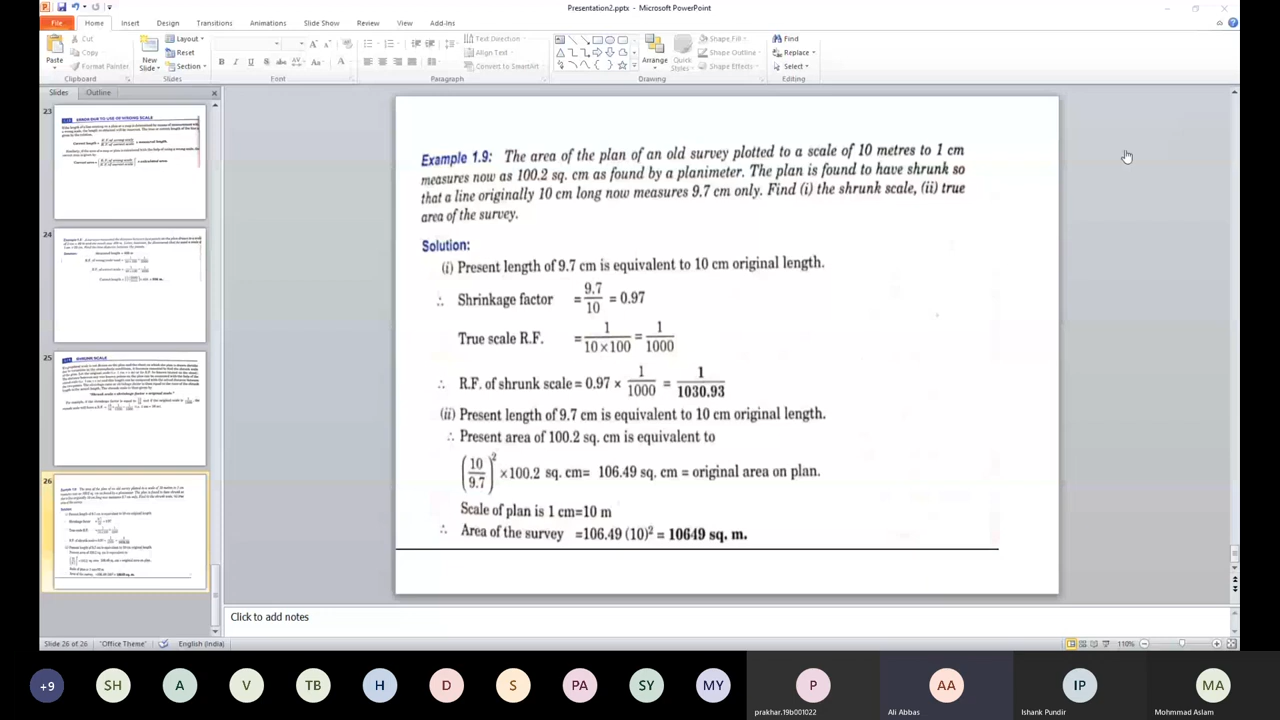 Presentation2.pptx - Microsoft PowerPoint
File Home Insert Design Transitions Animations Slide Show Review View Add-Ins
Cut
Copy
Format Painter
Paste
Clipboard
New
Slide
Layout
Reset
Section
Slides
Font
Text Direction
Align Text
Convert to SmartArt
Paragraph
Arrange
Quick
Styles
Shape Fill
Shape Outline
Shape Effects
Drawing
Find
Replace
Select
Editing
Slides Outline
23
24
25
26
Example 1.9: The area of the plan of an old survey plotted to a scale of 10 metres to 1 cm
measures now as 100.2 sq. cm as found by a planimeter. The plan is found to have shrunk so
that a line originally 10 cm long now measures 9.7 cm only. Find (i) the shrunk scale, (ii) true
area of the survey.
Solution:
(i) Present length of 9.7 cm is equivalent to 10 cm original length.
∴ Shrinkage factor = 9.7/10 = 0.97
True scale R.F. = 1/(10×100) = 1/1000
∴ R.F. of shrunk scale = 0.97 × 1/1000 = 1/1030.93
(ii) Present length of 9.7 cm is equivalent to 10 cm original length.
∴ Present area of 100.2 sq. cm is equivalent to
(10/9.7)² × 100.2 sq. cm= 106.49 sq. cm = original area on plan.
Scale of plan is 1 cm=10 m
∴ Area of the survey =106.49 (10)² = 10649 sq. m.
Click to add notes
Slide 26 of 26 "Office Theme" English (India) 110%
+9 SH A V TB H D S PA SY MY P AA IP MA
prakhar.19b001022 Ali Abbas Ishank Pundir Mohmmad Aslam